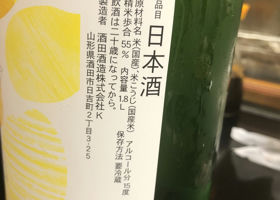 品目 日本酒
原材料名 米(国産)、米こうじ(国産米)
精米歩合 55% アルコール分 15度
内容量 1.8L 保存方法 要冷蔵
飲酒は二十歳になってから。
製造者 酒田酒造株式会社K
山形県酒田市日吉町2丁目3-25